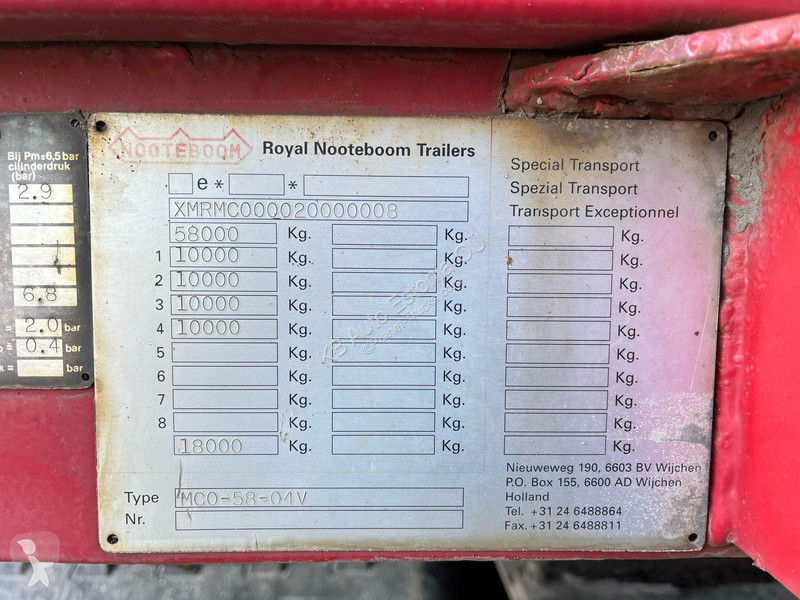 Bij Pm=6,5 bar
cilinderdruk
(bar)
2.9
6.8
= 2.0 bar
= 0.4 bar
k = bar
NOOTEBOOM
Royal Nooteboom Trailers
Special Transport
Spezial Transport
Transport Exceptionnel
e* *
XMRMC000020000008
58000 Kg. Kg. Kg.
1 10000 Kg. Kg. Kg.
2 10000 Kg. Kg. Kg.
3 10000 Kg. Kg. Kg.
4 10000 Kg. Kg. Kg.
5 Kg. Kg. Kg.
6 Kg. Kg. Kg.
7 Kg. Kg. Kg.
8 Kg. Kg. Kg.
18000 Kg. Kg. Kg.
Type MCO-58-04V
Nr.
Nieuweweg 190, 6603 BV Wijchen
P.O. Box 155, 6600 AD Wijchen
Holland
Tel. +31 24 6488864
Fax. +31 24 6488811
KB Auto Estonia OÜ